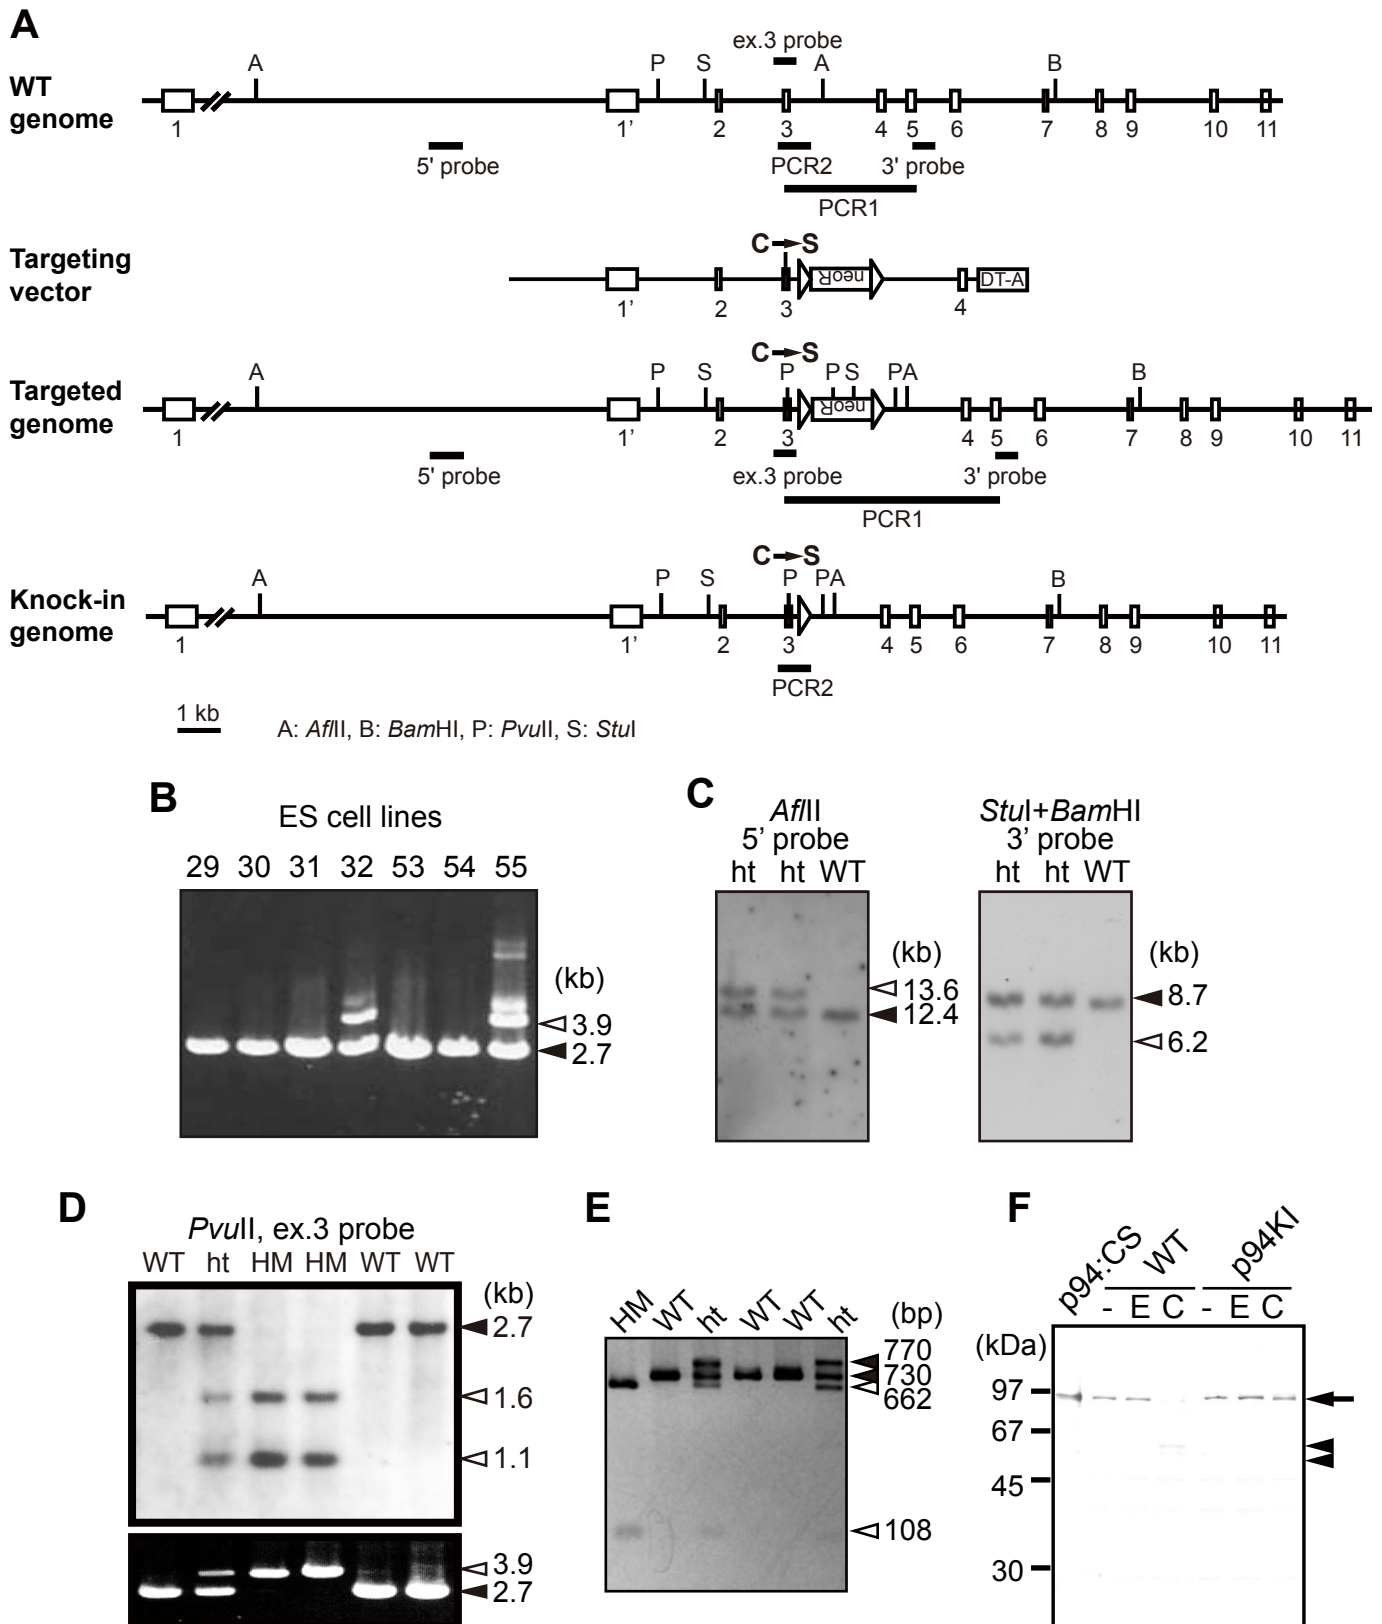 A
ex.3 probe
A P S A B
WT genome
1 1' 2 3 4 5 6 7 8 9 10 11
5' probe PCR2 3' probe
PCR1
C S
Targeting vector
neoR DT-A
1’ 2 3 4
C S
A P S P P S P A B
Targeted genome
neoR
1 1’ 2 3 4 5 6 7 8 9 10 11
5' probe ex.3 probe 3' probe
PCR1
C S
A P S P P A B
Knock-in genome
1 1’ 2 3 4 5 6 7 8 9 10 11
PCR2
1 kb
A: AflII, B: BamHI, P: PvuII, S: StuI
B
ES cell lines
29 30 31 32 53 54 55
(kb)
3.9
2.7
C
AflII
5’ probe
ht ht WT
(kb)
13.6
12.4
StuI+BamHI
3’ probe
ht ht WT
(kb)
8.7
6.2
D
PvuII, ex.3 probe
WT ht HM HM WT WT
(kb)
2.7
1.6
1.1
3.9
2.7
E
HM WT ht WT WT ht
(bp)
770
730
662
108
F
p94:CS WT p94KI
- E C - E C
(kDa)
97
67
45
30